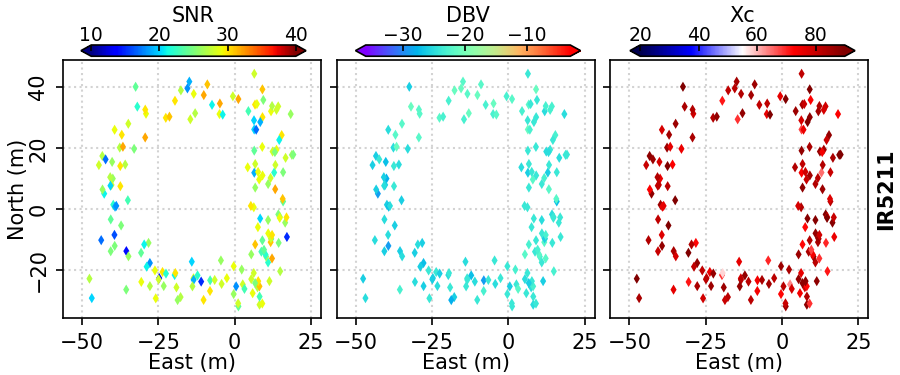 SNR DBV Xc
10 20 30 40 −30 −20 −10 20 40 60 80
40
20
0
−20
North (m)
IR5211
−50 −25 0 25 −50 −25 0 25 −50 −25 0 25
East (m) East (m) East (m)